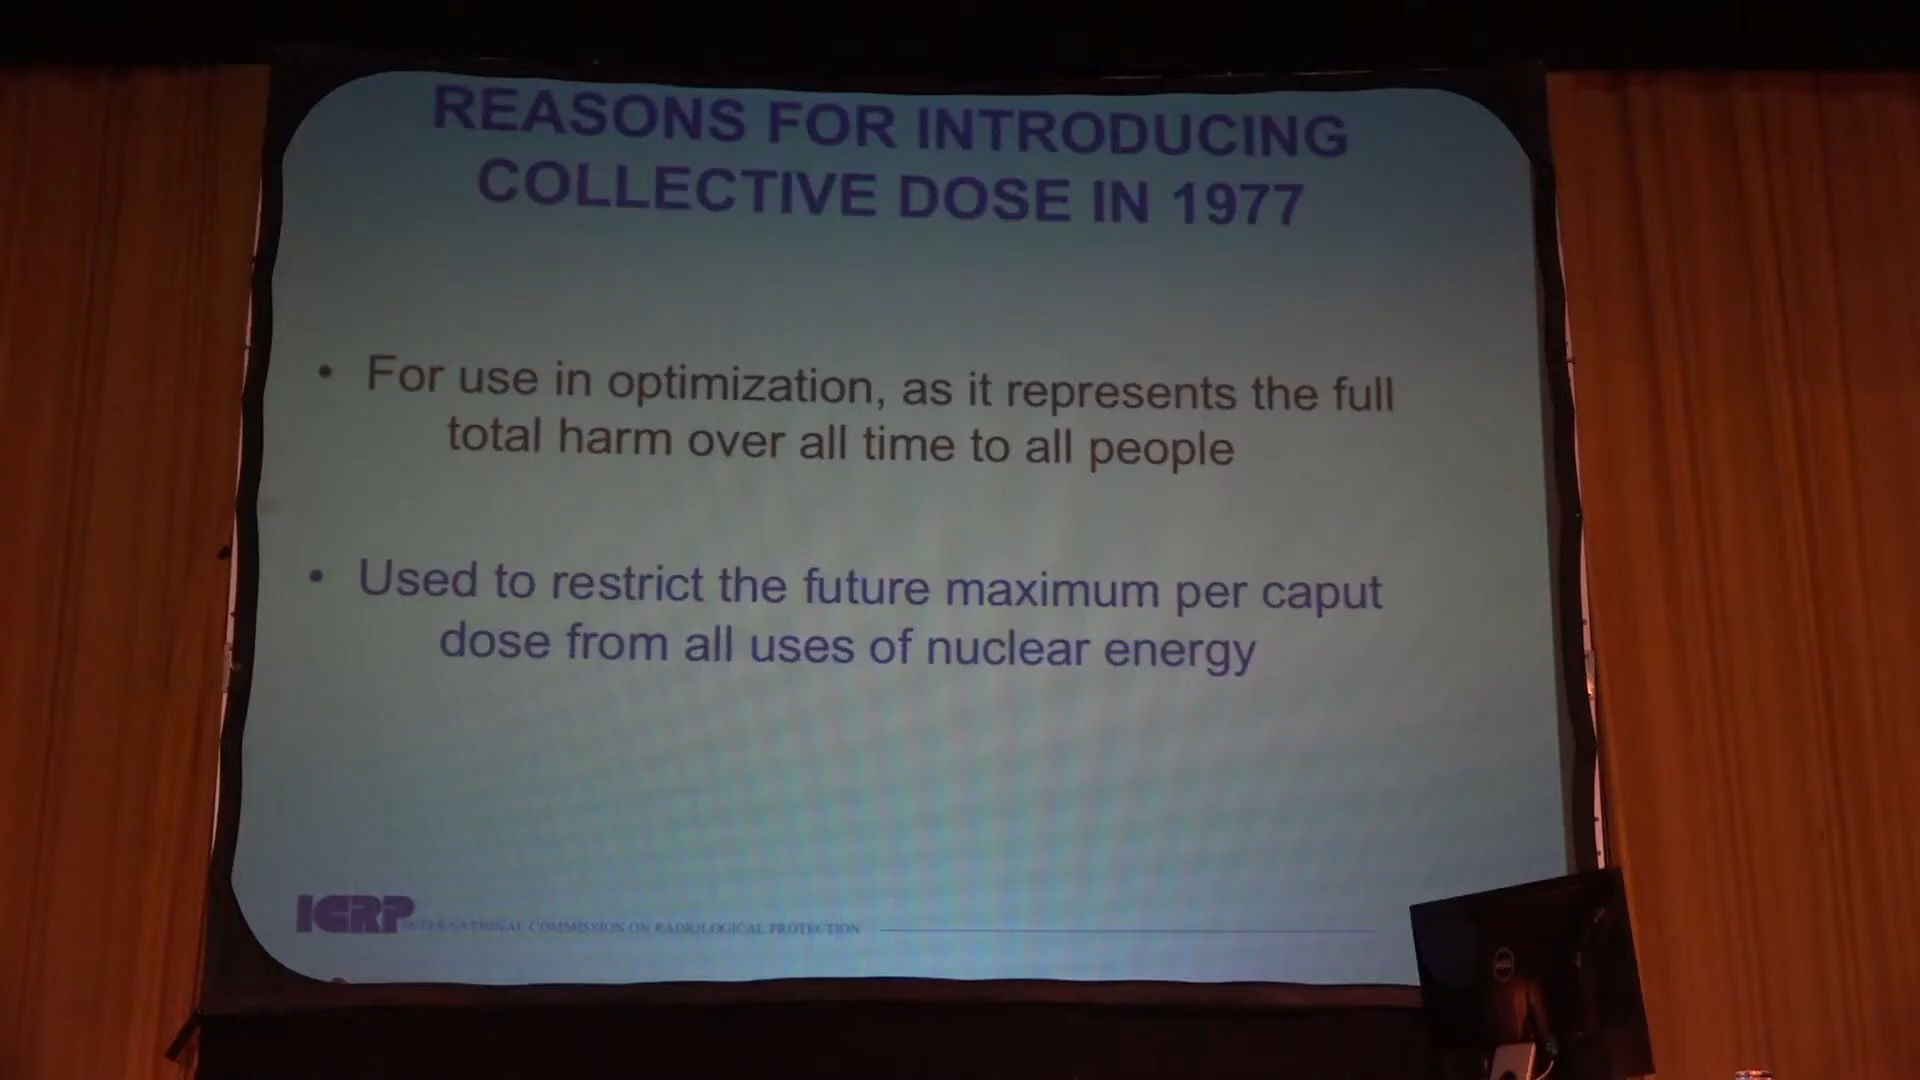 REASONS FOR INTRODUCING
COLLECTIVE DOSE IN 1977
• For use in optimization, as it represents the full
total harm over all time to all people
• Used to restrict the future maximum per caput
dose from all uses of nuclear energy
ICRP INTERNATIONAL COMMISSION ON RADIOLOGICAL PROTECTION
DELL